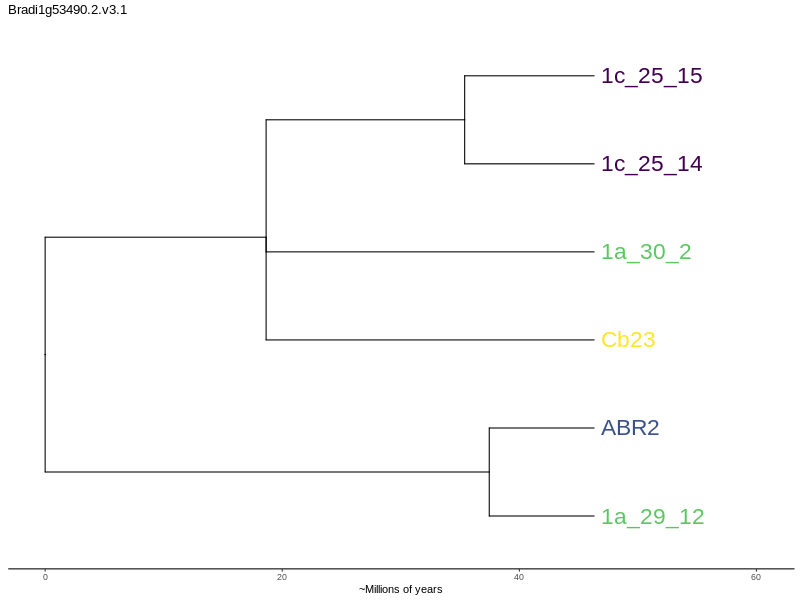 Bradi1g53490.2.v3.1
1c_25_15
1c_25_14
1a_30_2
Cb23
ABR2
1a_29_12
0 20 40 60
~Millions of years